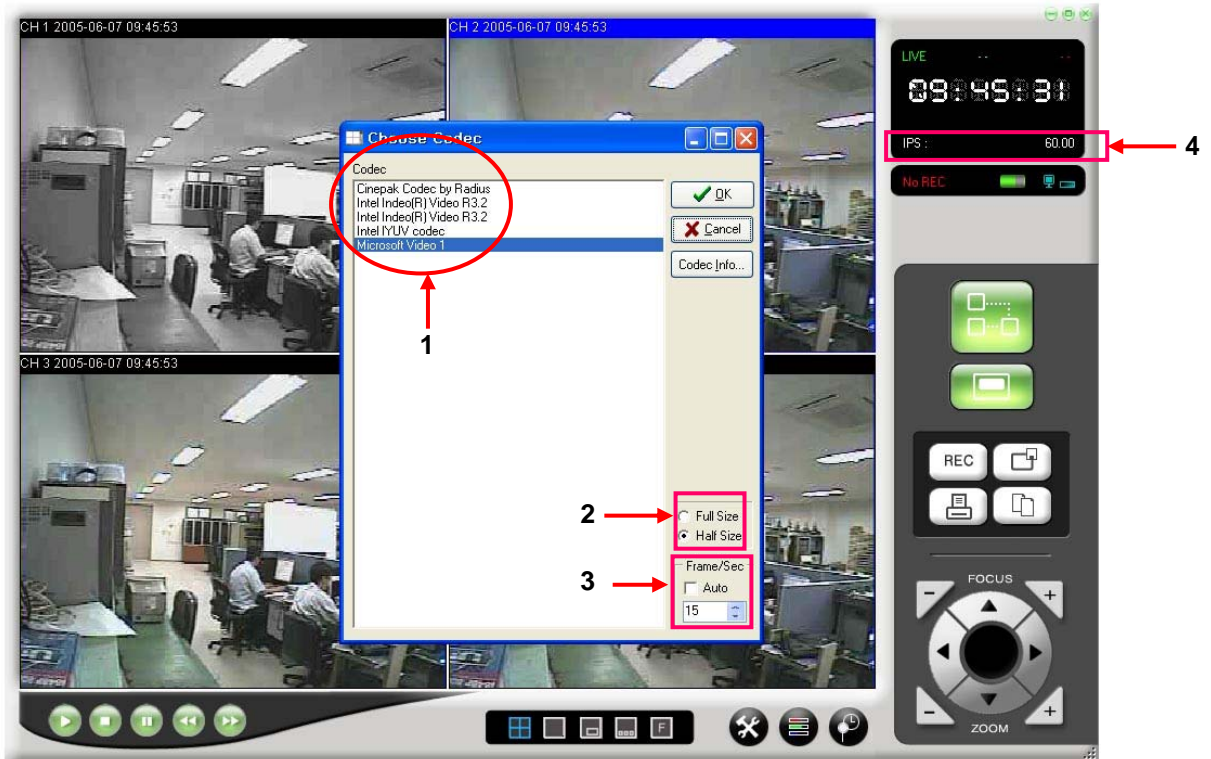 CH 1 2005-06-07 09:45:53
CH 2 2005-06-07 09:45:53
LIVE -- --
09:45:31
IPS : 60.00
4
No REC
Choose Codec
Codec
Cinepak Codec by Radius
Intel Indeo(R) Video R3.2
Intel Indeo(R) Video R3.2
Intel IYUV codec
Microsoft Video 1
OK
Cancel
Codec Info...
1
CH 3 2005-06-07 09:45:53
2
Full Size
Half Size
3
Frame/Sec
Auto
15
REC
FOCUS
- +
- +
ZOOM
F